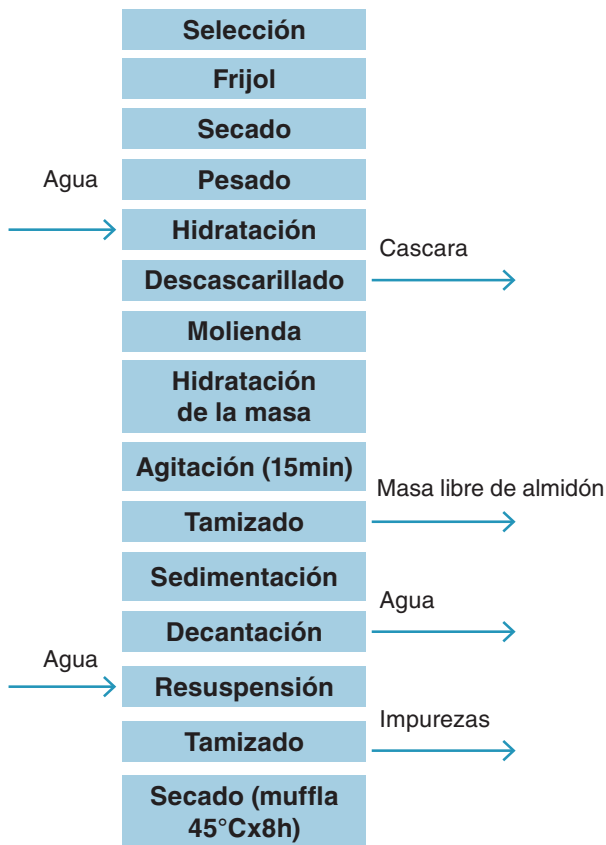 Selección
Frijol
Secado
Agua
Pesado
Hidratación
Cascara
Descascarillado
Molienda
Hidratación
de la masa
Agitación (15min)
Masa libre de almidón
Tamizado
Sedimentación
Agua
Decantación
Agua
Resuspensión
Impurezas
Tamizado
Secado (muffla
45°Cx8h)